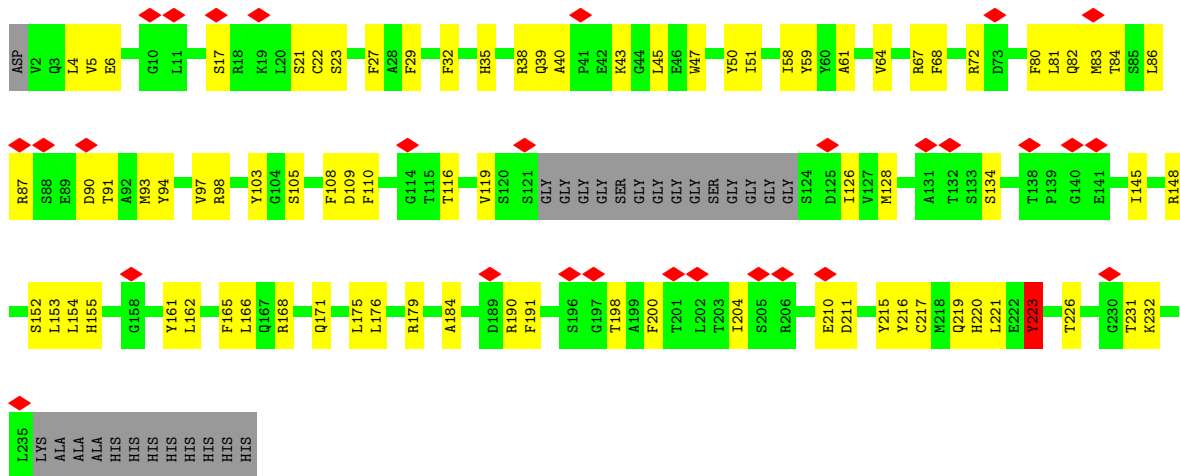 ASP V2 Q3 L4 V5 E6 G10 L11 S17 R18 K19 L20 S21 C22 S23 F27 A28 F29 F32 H35 R38 Q39 A40 P41 E42 K43 G44 L45 E46 W47 Y50 I51 I58 Y59 Y60 A61 V64 R67 F68 R72 D73 F80 L81 Q82 M83 T84 S85 L86
R87 S88 E89 D90 T91 A92 M93 Y94 V97 R98 Y103 G104 S105 F108 D109 F110 G114 T115 T116 V119 S120 S121 GLY GLY GLY GLY SER GLY GLY GLY GLY SER GLY GLY GLY GLY S124 D125 I126 V127 M128 A131 T132 S133 S134 T138 P139 G140 E141 I145 R148
S152 L153 L154 H155 G158 Y161 L162 F165 L166 Q167 R168 Q171 L175 L176 R179 A184 D189 R190 F191 S196 G197 T198 A199 F200 T201 L202 T203 I204 S205 R206 E210 D211 Y215 Y216 C217 M218 Q219 H220 L221 E222 Y223 T226 G230 T231 K232
L235 LYS ALA ALA ALA HIS HIS HIS HIS HIS HIS HIS HIS HIS HIS